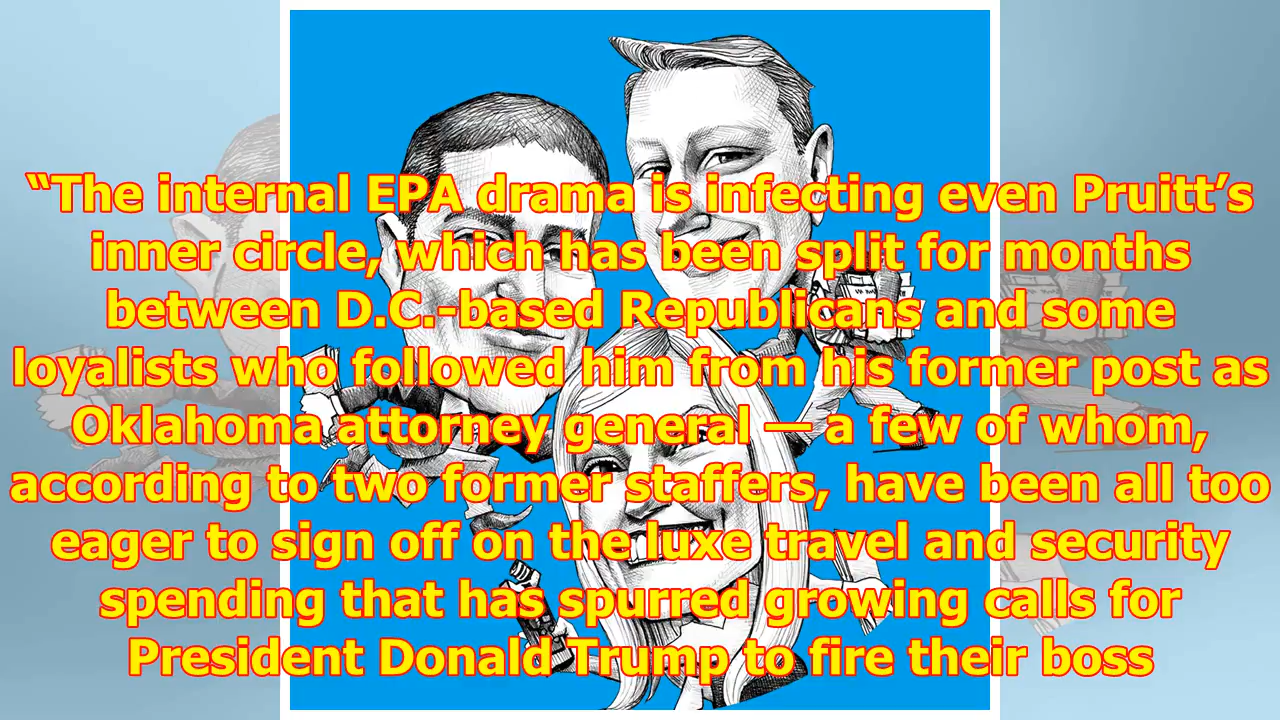 “The internal EPA drama is infecting even Pruitt’s
inner circle, which has been split for months
between D.C.-based Republicans and some
loyalists who followed him from his former post as
Oklahoma attorney general — a few of whom,
according to two former staffers, have been all too
eager to sign off on the luxe travel and security
spending that has spurred growing calls for
President Donald Trump to fire their boss